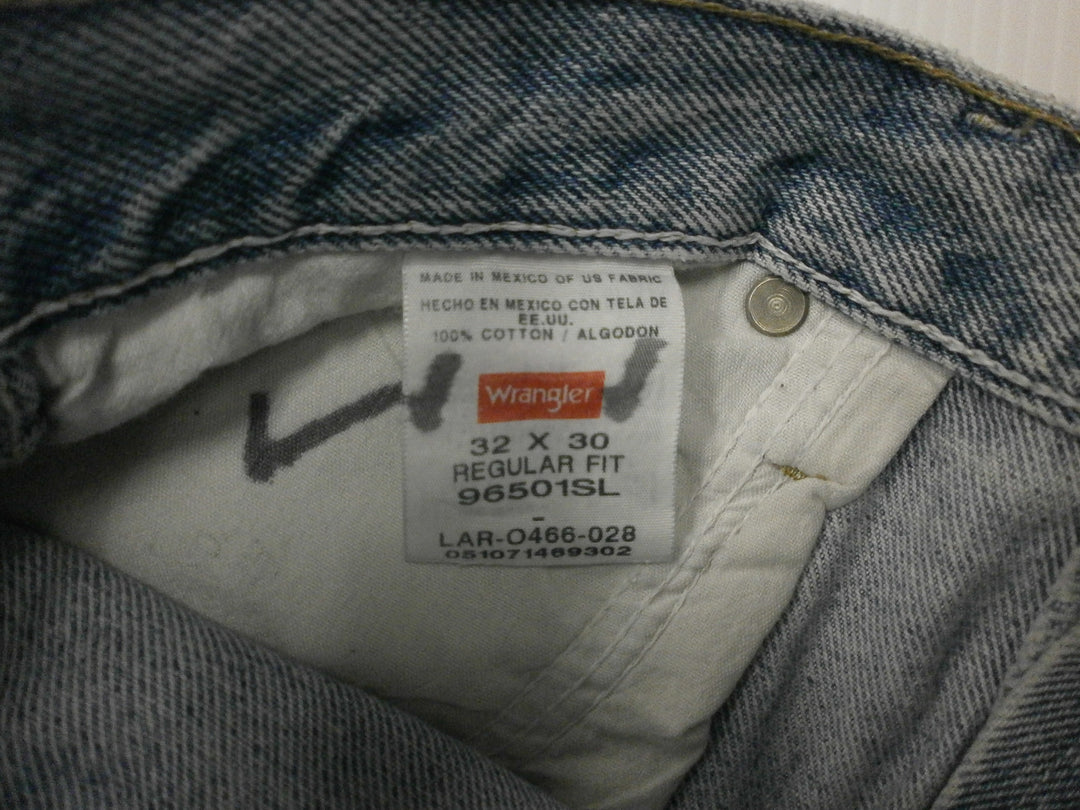 MADE IN MEXICO OF US FABRIC
HECHO EN MEXICO CON TELA DE
EE.UU.
100% COTTON / ALGODON
Wrangler
32 X 30
REGULAR FIT
96501SL
-
LAR-O466-028
051071469302